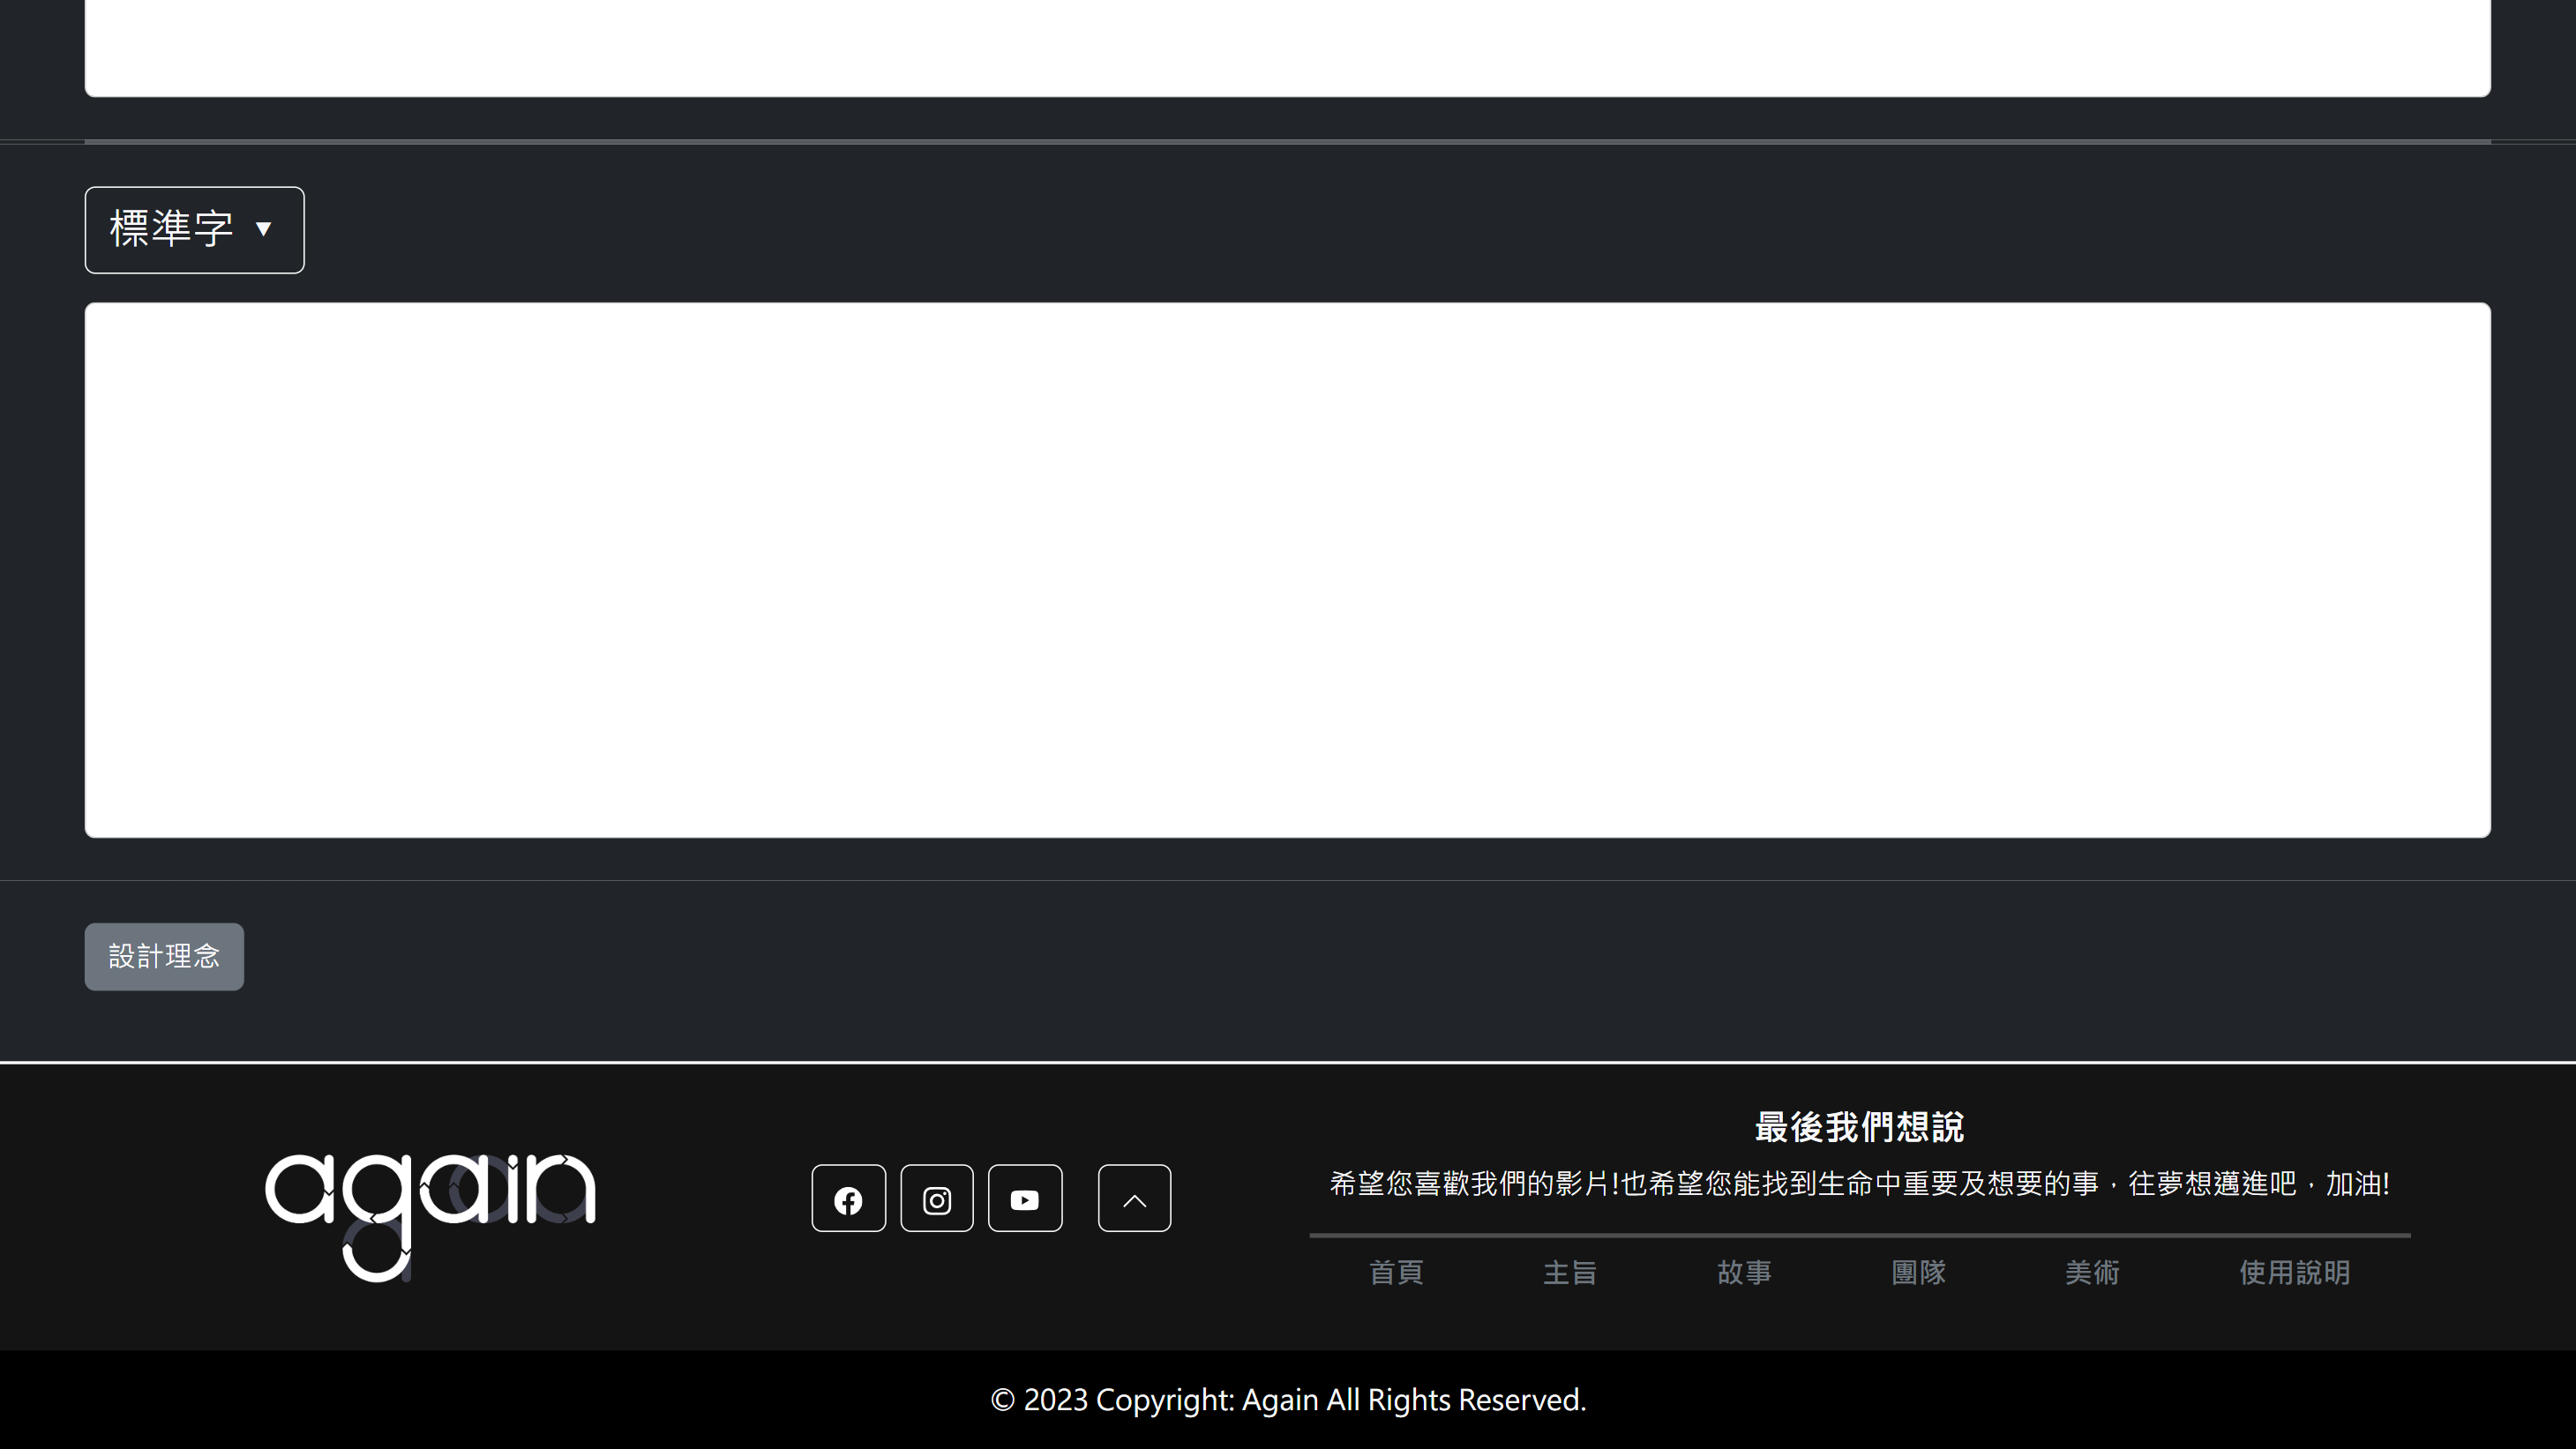 標準字 ▼
設計理念
again
最後我們想說
希望您喜歡我們的影片!也希望您能找到生命中重要及想要的事，往夢想邁進吧，加油!
首頁 主旨 故事 團隊 美術 使用說明
© 2023 Copyright: Again All Rights Reserved.